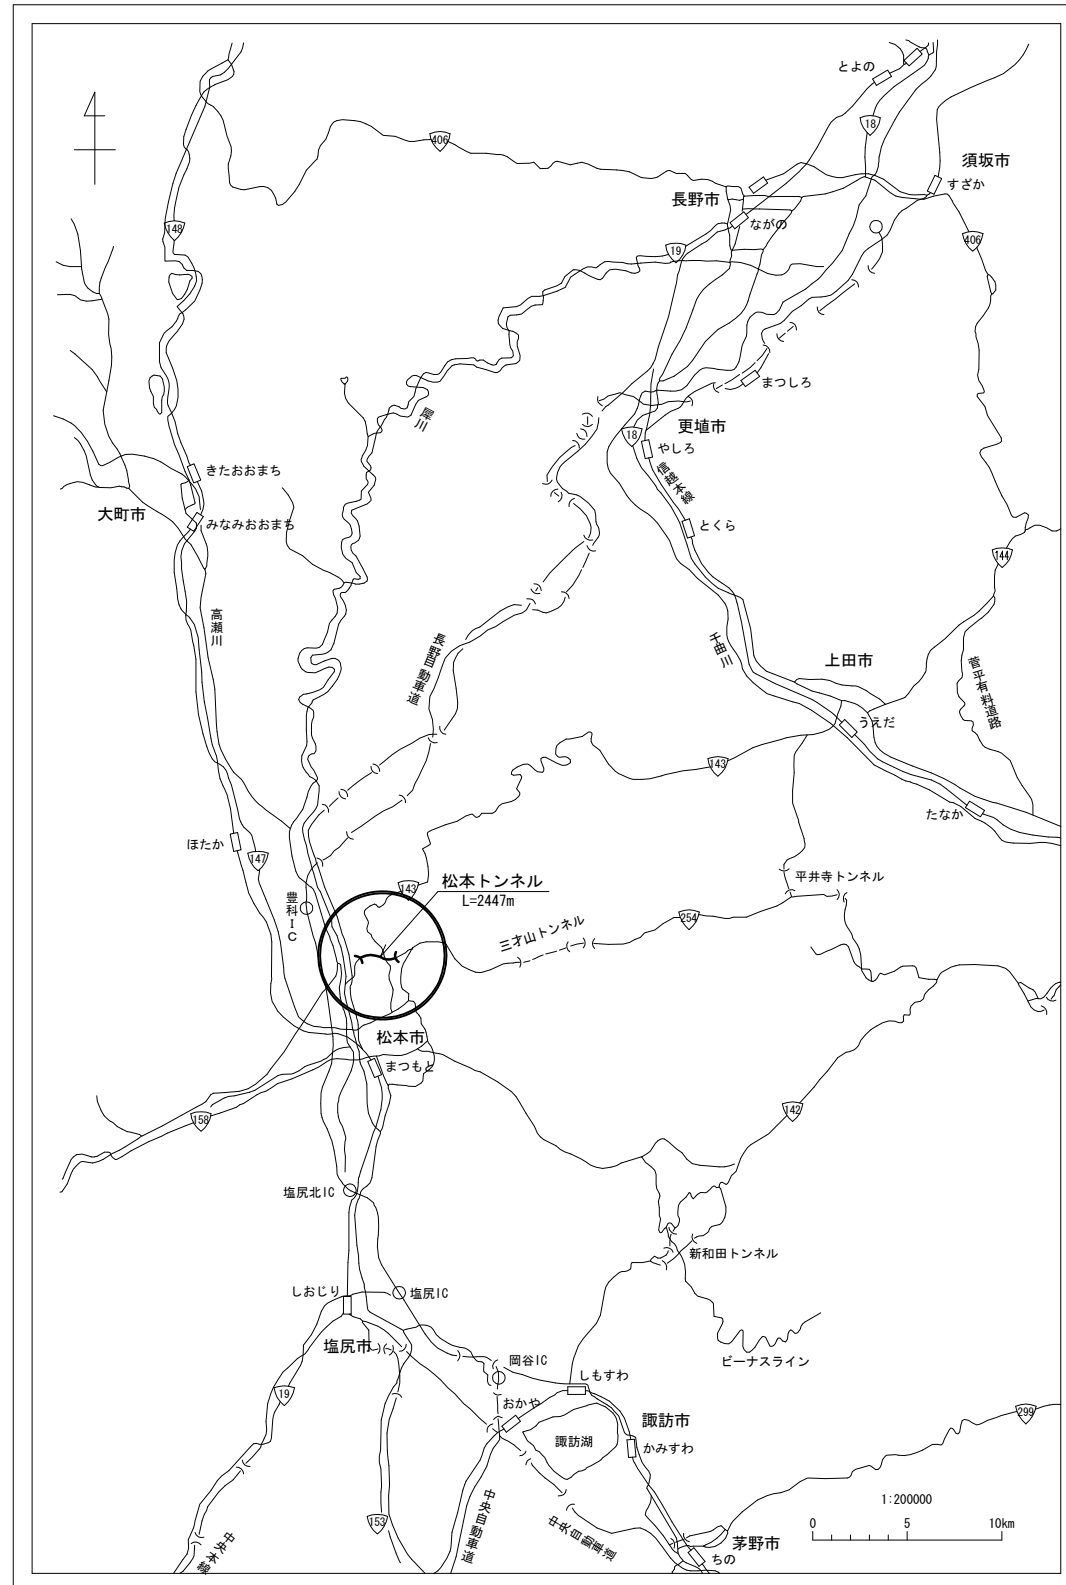 とよの
18
須坂市
すざか
406
長野市
ながの
19
406
148
まつしろ
犀川
更埴市
18
やしろ
信越本線
きたおおまち
大町市
みなみおおまち
とくら
144
高瀬川
長野自動車道
千曲川
上田市
菅平有料道路
うえだ
143
たなか
ほたか
147
平井寺トンネル
松本トンネル
L=2447m
143
豊科IC
254
三才山トンネル
松本市
まつもと
158
142
塩尻北IC
新和田トンネル
しおじり
塩尻IC
塩尻市
岡谷IC
ビーナスライン
しもすわ
19
おかや
諏訪市
299
諏訪湖
かみすわ
1:200000
0 5 10km
153
中央自動車道
中央自動車道
中央本線
茅野市
ちの